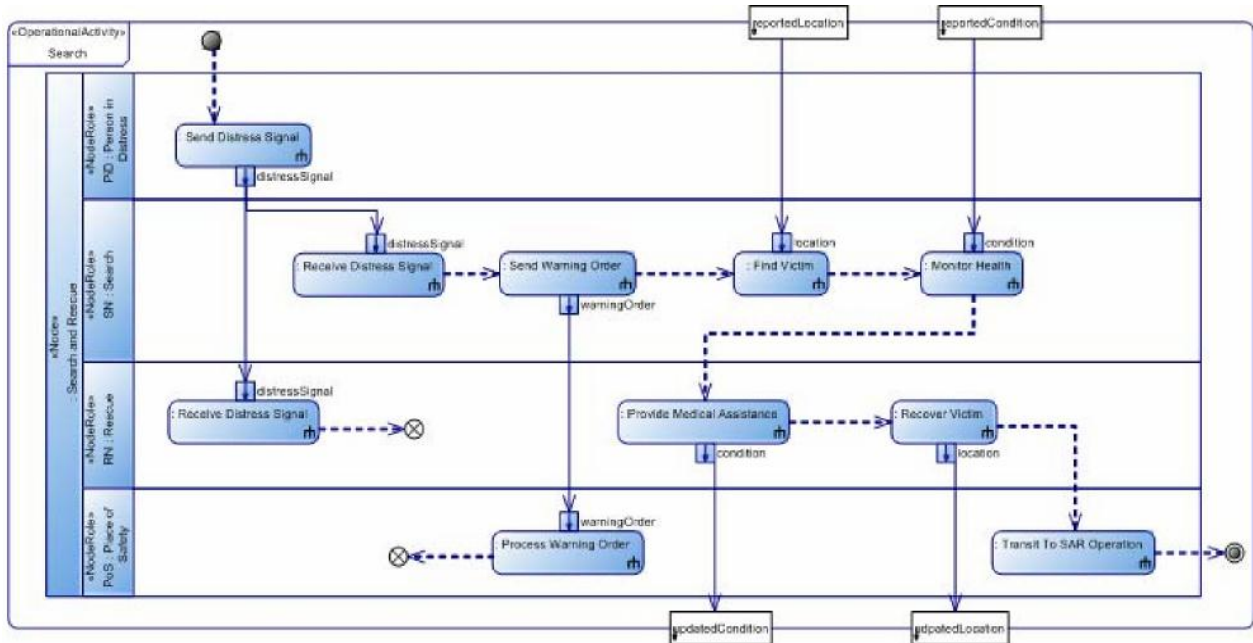 «OperationalActivity»
Search
reportedLocation
reportedCondition
«Node»
: Search and Rescue
«NodeRole»
PiD : Person in
Distress
: Send Distress Signal
distressSignal
«NodeRole»
SN : Search
distressSignal
: Receive Distress Signal
: Send Warning Order
warningOrder
location
: Find Victim
condition
: Monitor Health
«NodeRole»
RN : Rescue
distressSignal
: Receive Distress Signal
: Provide Medical Assistance
condition
: Recover Victim
location
«NodeRole»
PoS : Place of
Safety
warningOrder
: Process Warning Order
: Transit To SAR Operation
updatedCondition
udpatedLocation